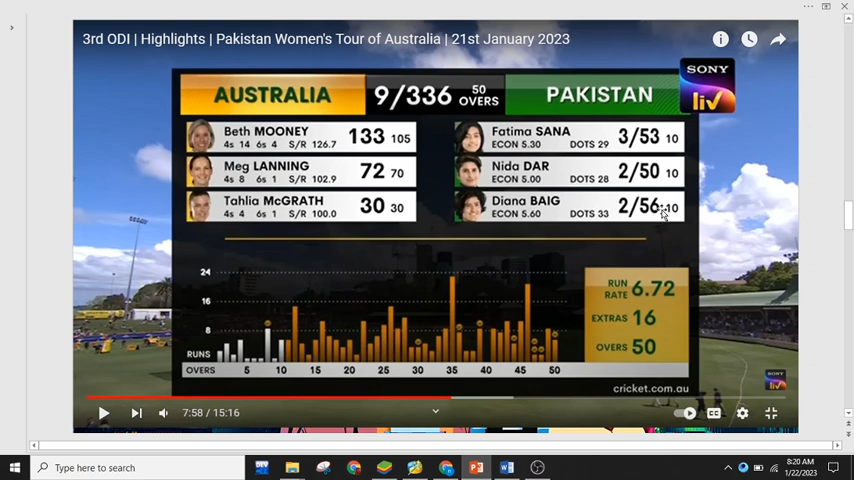 3rd ODI | Highlights | Pakistan Women's Tour of Australia | 21st January 2023
SONY
liv
AUSTRALIA 9/336 50 OVERS PAKISTAN
Beth MOONEY 133 105
4s 14 6s 4 S/R 126.7
Meg LANNING 72 70
4s 8 6s 1 S/R 102.9
Tahlia McGRATH 30 30
4s 4 6s 1 S/R 100.0
Fatima SANA 3/53 10
ECON 5.30 DOTS 29
Nida DAR 2/50 10
ECON 5.00 DOTS 28
Diana BAIG 2/56 10
ECON 5.60 DOTS 33
24
16
8
RUNS
OVERS 5 10 15 20 25 30 35 40 45 50
RUN RATE 6.72
EXTRAS 16
OVERS 50
SONY
liv
cricket.com.au
7:58 / 15:16
CC
Type here to search
DEV
8:20 AM
1/22/2023